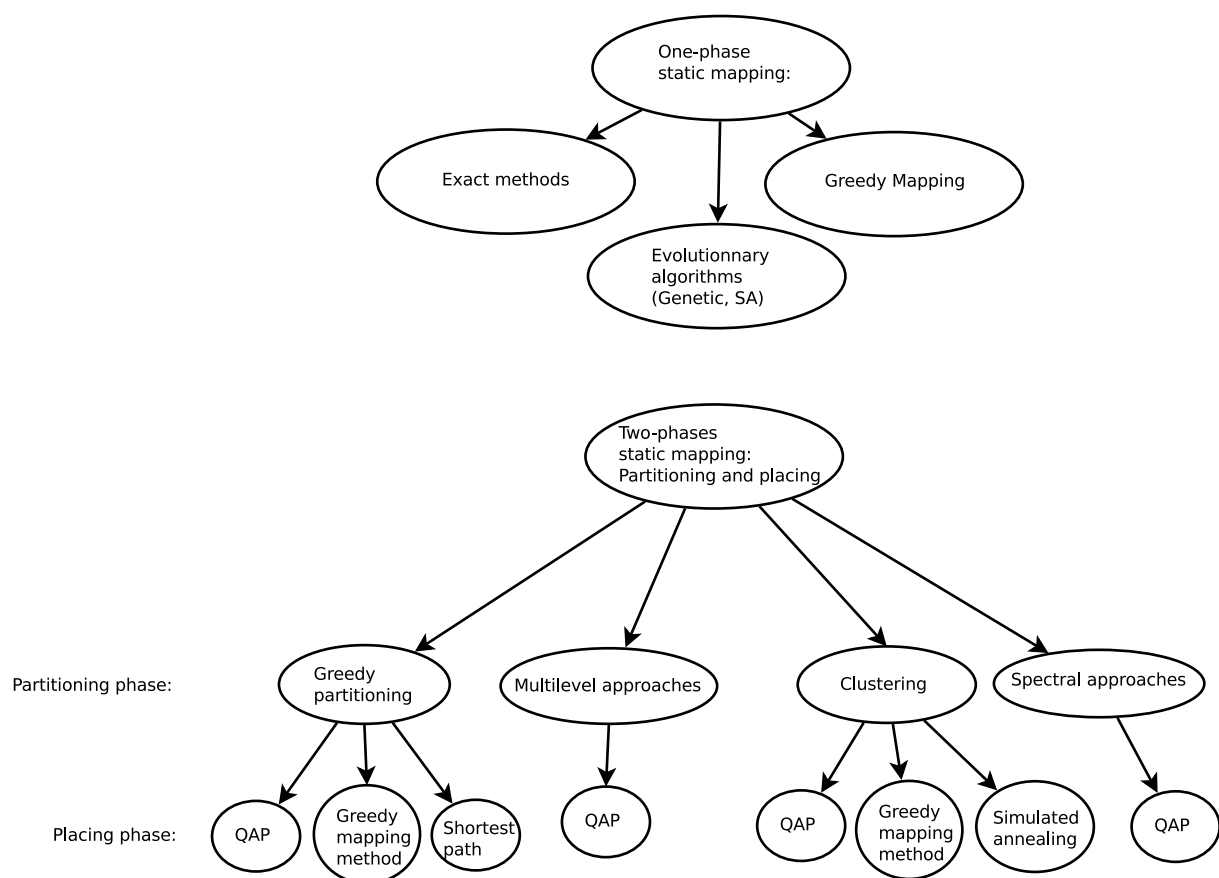 One-phase
static mapping:
Exact methods
Greedy Mapping
Evolutionnary
algorithms
(Genetic, SA)
Two-phases
static mapping:
Partitioning and placing
Partitioning phase:
Greedy
partitioning
Multilevel approaches
Clustering
Spectral approaches
Placing phase:
QAP
Greedy
mapping
method
Shortest
path
QAP
QAP
Greedy
mapping
method
Simulated
annealing
QAP